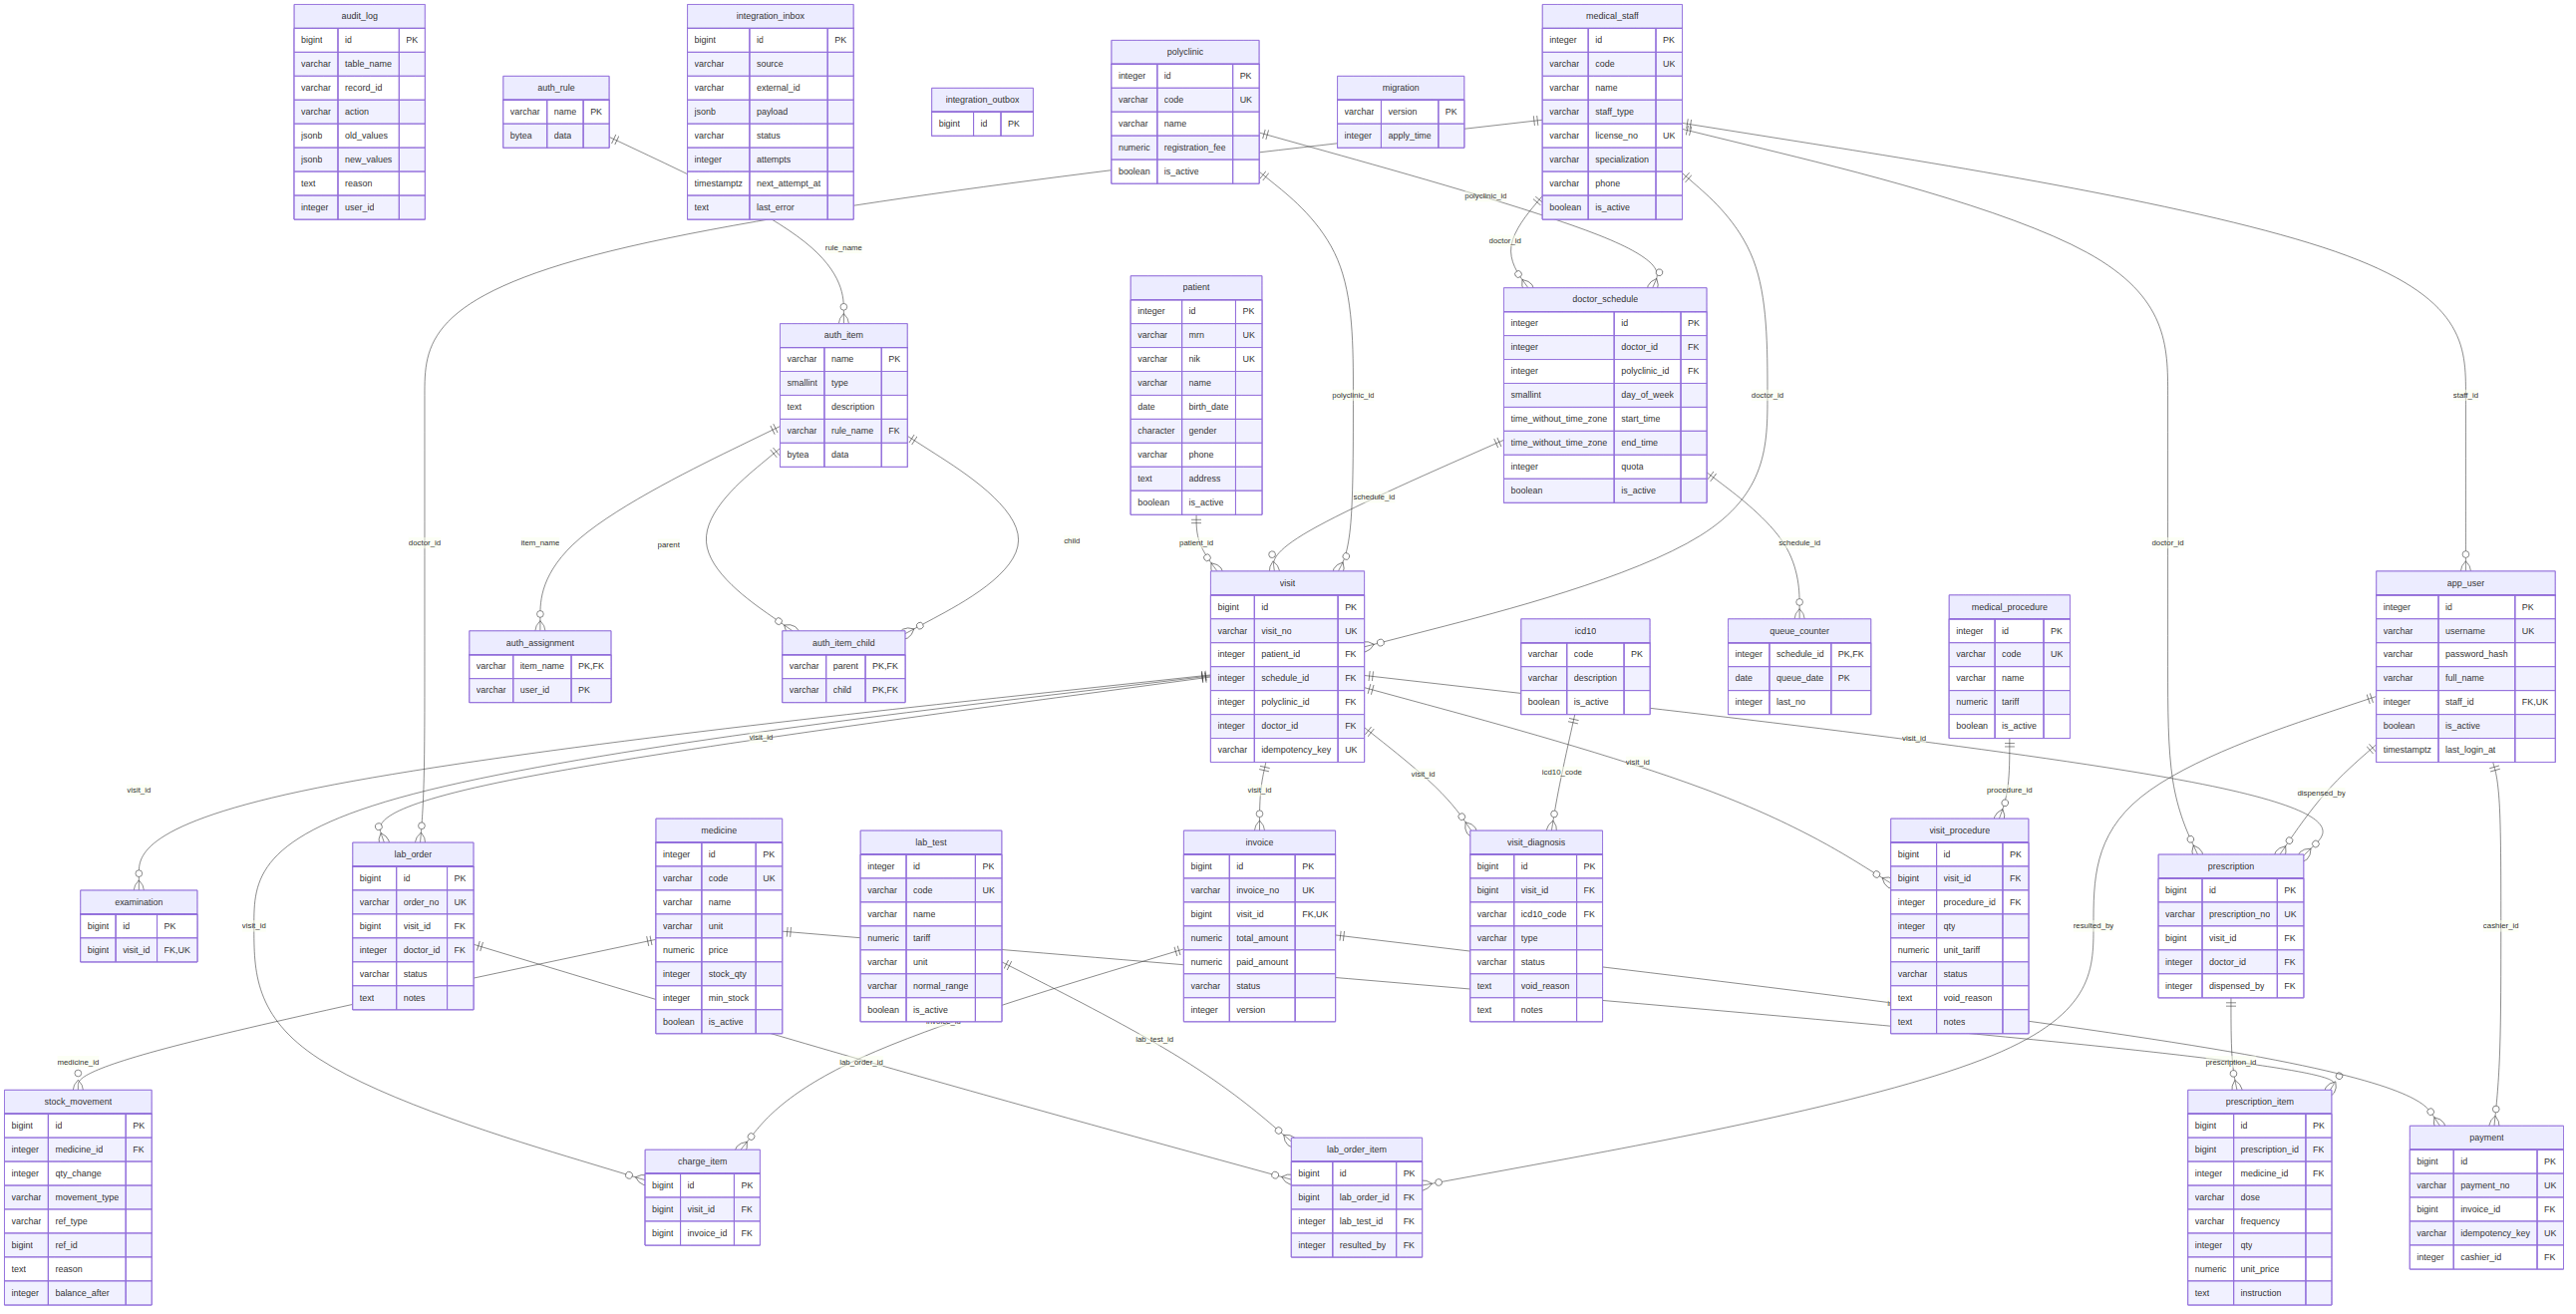 audit_log
bigint id PK
varchar table_name
varchar record_id
varchar action
jsonb old_values
jsonb new_values
text reason
integer user_id
auth_rule
varchar name PK
bytea data
integration_inbox
bigint id PK
varchar source
varchar external_id
jsonb payload
varchar status
integer attempts
timestamptz next_attempt_at
text last_error
integration_outbox
bigint id PK
polyclinic
integer id PK
varchar code UK
varchar name
numeric registration_fee
boolean is_active
migration
varchar version PK
integer apply_time
medical_staff
integer id PK
varchar code UK
varchar name
varchar staff_type
varchar license_no UK
varchar specialization
varchar phone
boolean is_active
polyclinic_id
doctor_id
rule_name
auth_item
varchar name PK
smallint type
text description
varchar rule_name FK
bytea data
patient
integer id PK
varchar mrn UK
varchar nik UK
varchar name
date birth_date
character gender
varchar phone
text address
boolean is_active
doctor_schedule
integer id PK
integer doctor_id FK
integer polyclinic_id FK
smallint day_of_week
time_without_time_zone start_time
time_without_time_zone end_time
integer quota
boolean is_active
polyclinic_id
doctor_id
staff_id
schedule_id
doctor_id
item_name
parent
child
patient_id
schedule_id
doctor_id
auth_assignment
varchar item_name PK,FK
varchar user_id PK
auth_item_child
varchar parent PK,FK
varchar child PK,FK
visit
bigint id PK
varchar visit_no UK
integer patient_id FK
integer schedule_id FK
integer polyclinic_id FK
integer doctor_id FK
varchar idempotency_key UK
icd10
varchar code PK
varchar description
boolean is_active
queue_counter
integer schedule_id PK,FK
date queue_date PK
integer last_no
medical_procedure
integer id PK
varchar code UK
varchar name
numeric tariff
boolean is_active
app_user
integer id PK
varchar username UK
varchar password_hash
varchar full_name
integer staff_id FK,UK
boolean is_active
timestamptz last_login_at
visit_id
visit_id
visit_id
visit_id
visit_id
icd10_code
visit_id
procedure_id
dispensed_by
examination
bigint id PK
bigint visit_id FK,UK
visit_id
lab_order
bigint id PK
varchar order_no UK
bigint visit_id FK
integer doctor_id FK
varchar status
text notes
medicine
integer id PK
varchar code UK
varchar name
varchar unit
numeric price
integer stock_qty
integer min_stock
boolean is_active
lab_test
integer id PK
varchar code UK
varchar name
numeric tariff
varchar unit
varchar normal_range
boolean is_active
invoice
bigint id PK
varchar invoice_no UK
bigint visit_id FK,UK
numeric total_amount
numeric paid_amount
varchar status
integer version
visit_diagnosis
bigint id PK
bigint visit_id FK
varchar icd10_code FK
varchar type
varchar status
text void_reason
text notes
visit_procedure
bigint id PK
bigint visit_id FK
integer procedure_id FK
integer qty
numeric unit_tariff
varchar status
text void_reason
text notes
resulted_by
prescription
bigint id PK
varchar prescription_no UK
bigint visit_id FK
integer doctor_id FK
integer dispensed_by FK
cashier_id
medicine_id
invoice_id
lab_order_id
lab_test_id
prescription_id
stock_movement
bigint id PK
integer medicine_id FK
integer qty_change
varchar movement_type
varchar ref_type
bigint ref_id
text reason
integer balance_after
charge_item
bigint id PK
bigint visit_id FK
bigint invoice_id FK
lab_order_item
bigint id PK
bigint lab_order_id FK
integer lab_test_id FK
integer resulted_by FK
prescription_item
bigint id PK
bigint prescription_id FK
integer medicine_id FK
varchar dose
varchar frequency
integer qty
numeric unit_price
text instruction
payment
bigint id PK
varchar payment_no UK
bigint invoice_id FK
varchar idempotency_key UK
integer cashier_id FK